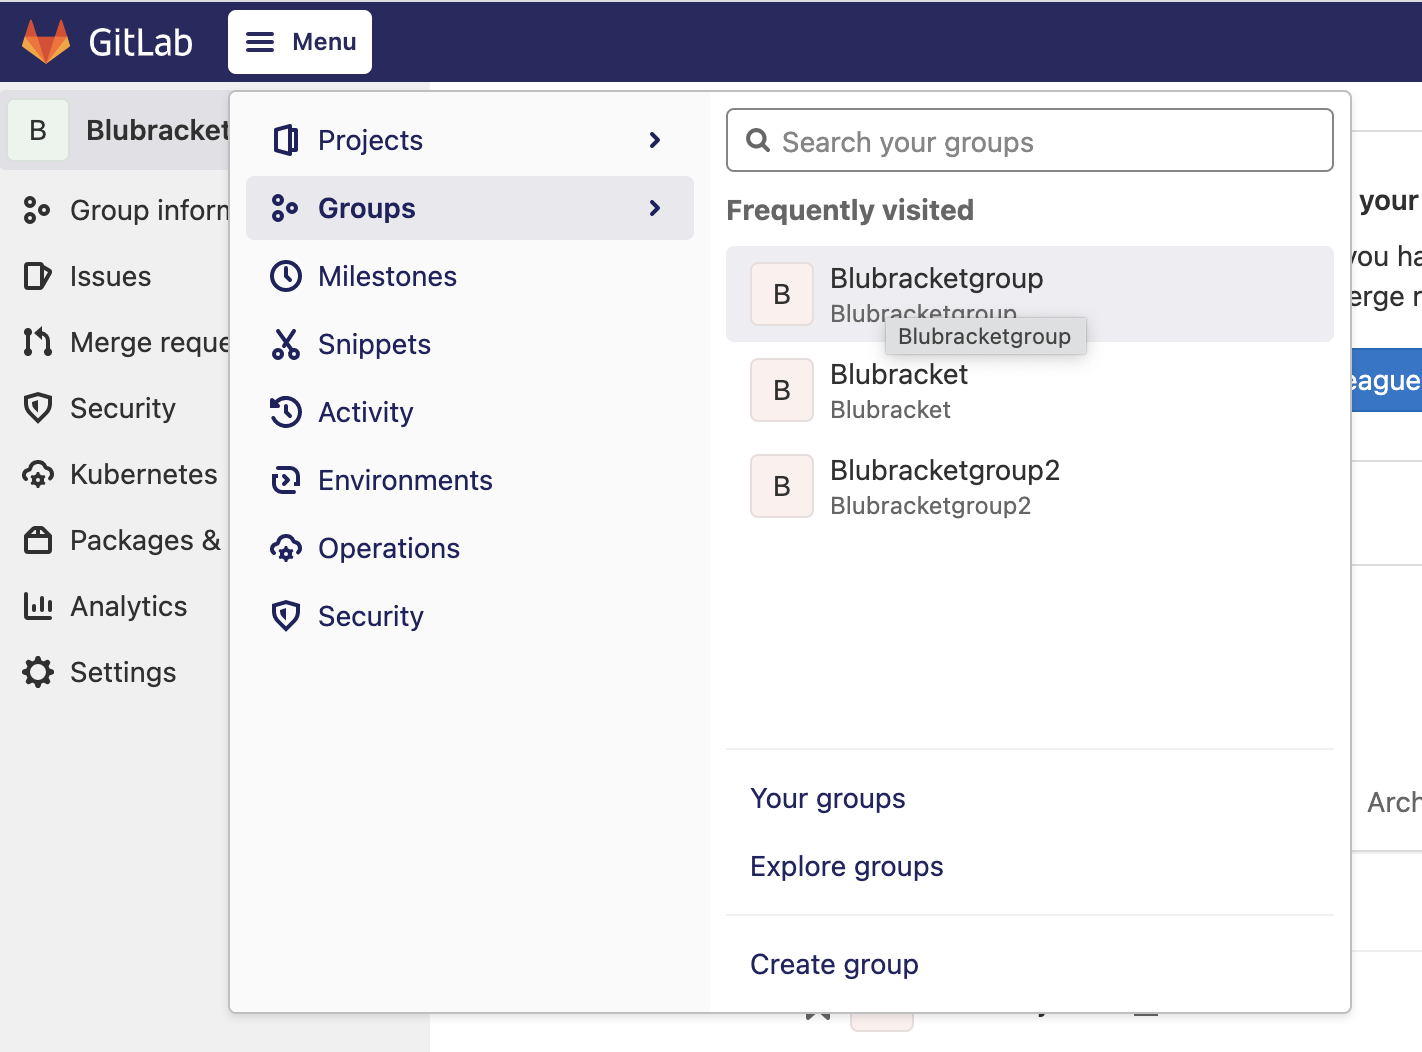 GitLab
Menu
B
Blubracket
Group inform
Issues
Merge reque
Security
Kubernetes
Packages &
Analytics
Settings
Projects
Groups
Milestones
Snippets
Activity
Environments
Operations
Security
Search your groups
Frequently visited
B
Blubracketgroup
Blubracketgroup
Blubracketgroup
B
Blubracket
Blubracket
B
Blubracketgroup2
Blubracketgroup2
Your groups
Explore groups
Create group
your
you ha
erge r
eague
Arch